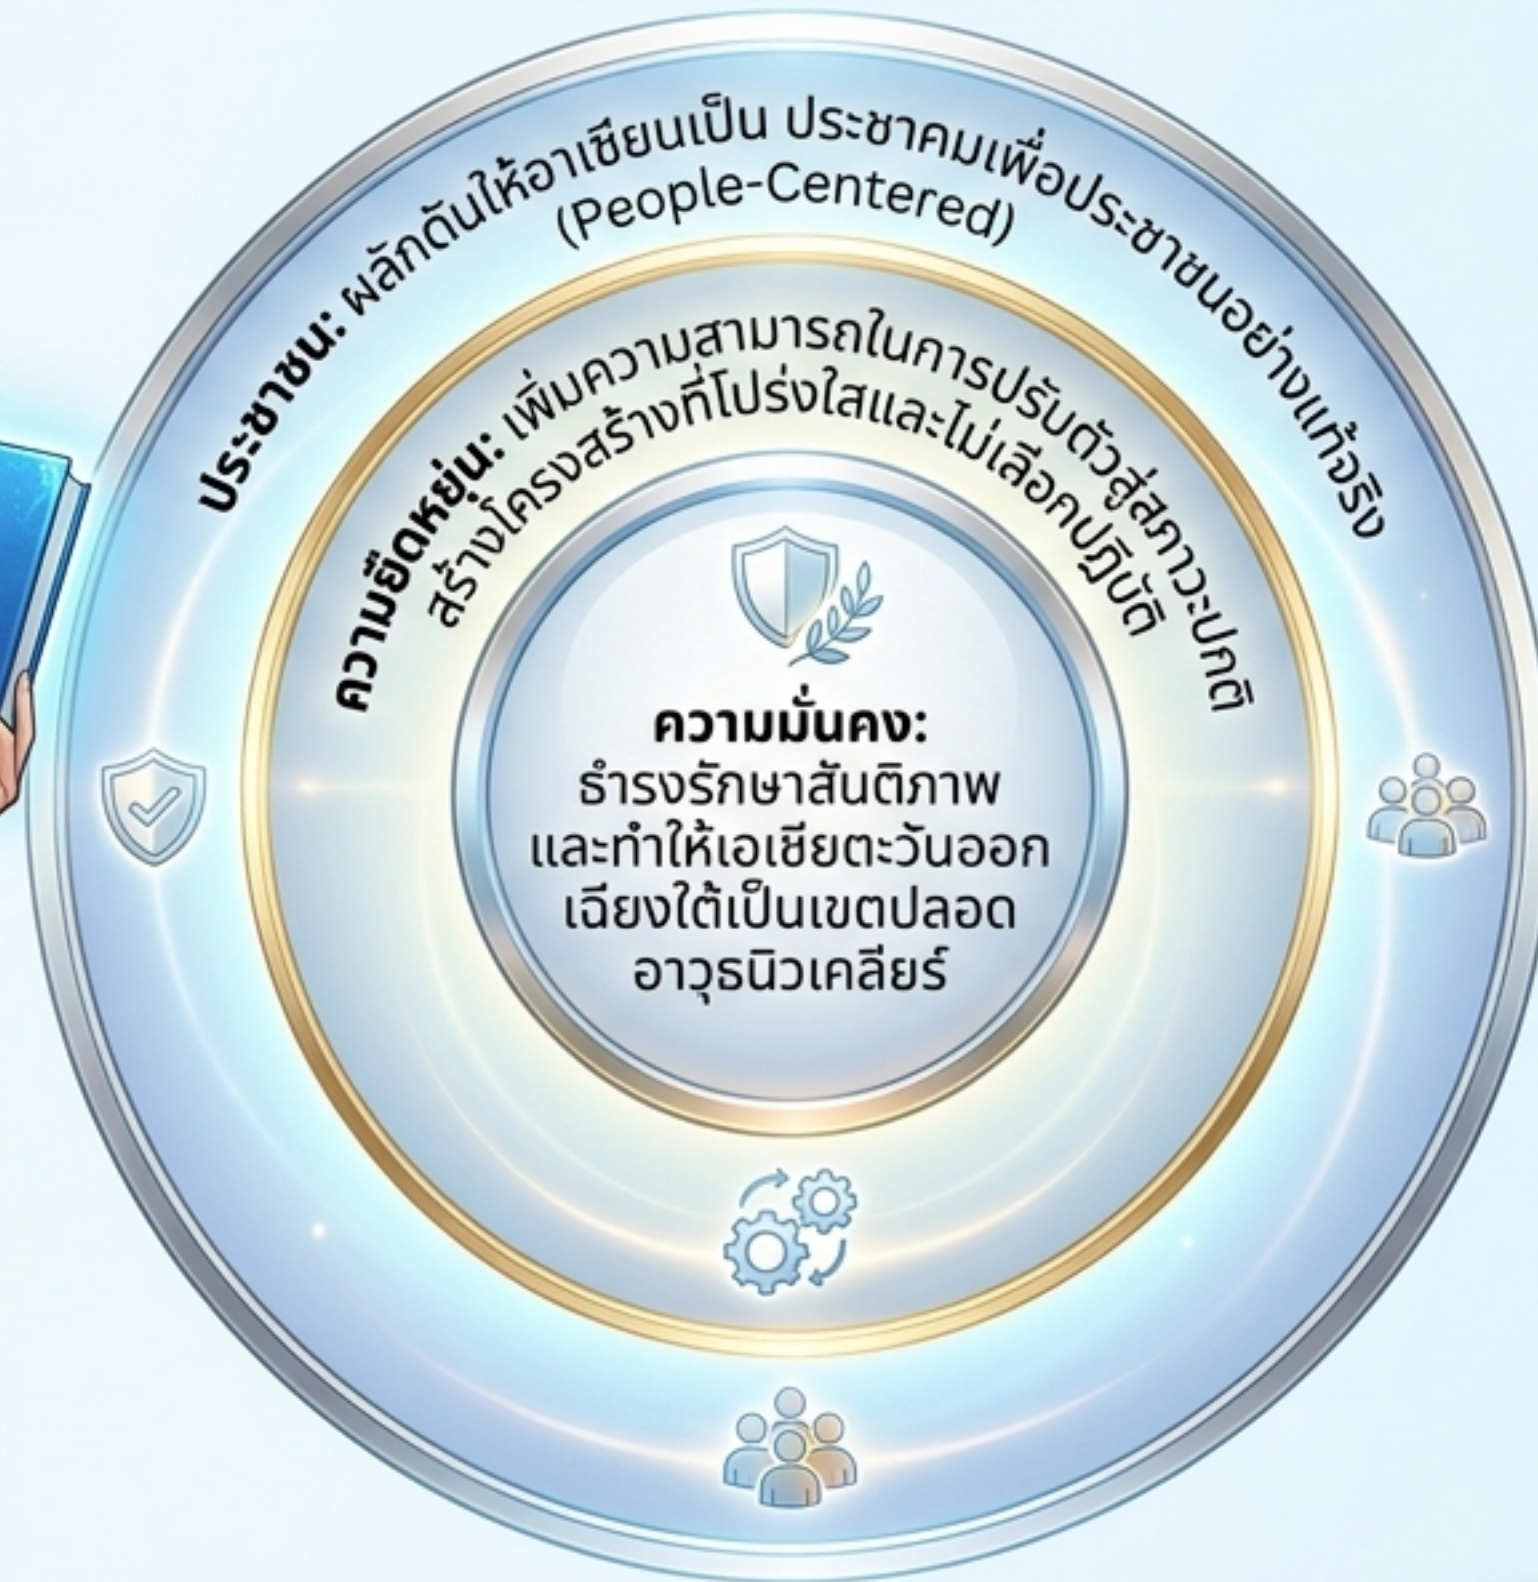 ประชาชน: ผลักดันให้อาเซียนเป็น ประชาคมเพื่อประชาชนอย่างแท้จริง
(People-Centered)
ความยืดหยุ่น: เพิ่มความสามารถในการปรับตัวสู่สภาวะปกติ
สร้างโครงสร้างที่โปร่งใสและไม่เลือกปฏิบัติ
ความมั่นคง:
ธำรงรักษาสันติภาพ
และทำให้เอเชียตะวันออก
เฉียงใต้เป็นเขตปลอด
อาวุธนิวเคลียร์